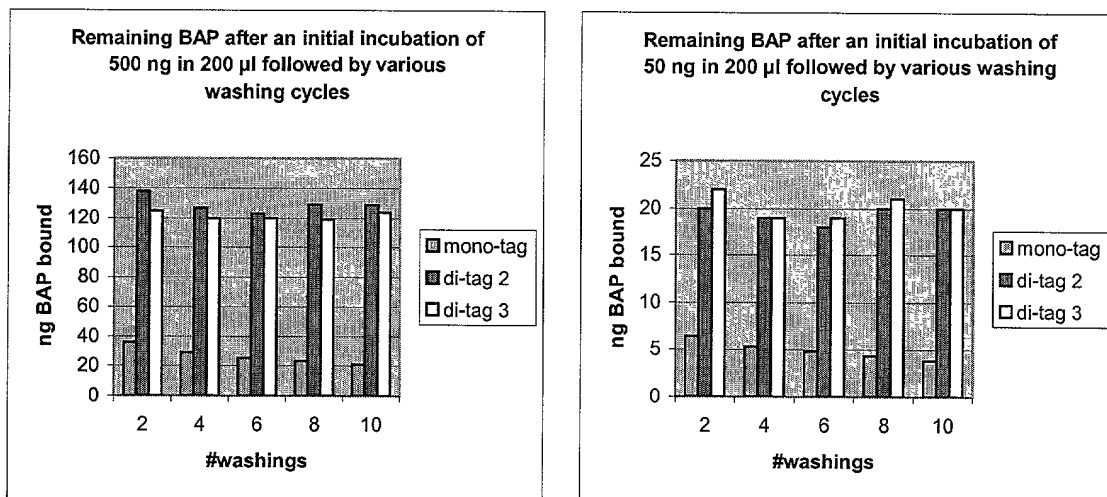 Remaining BAP after an initial incubation of
500 ng in 200 µl followed by various
washing cycles
160
140
120
100
80
60
40
20
0
ng BAP bound
2 4 6 8 10
#washings
mono-tag
di-tag 2
di-tag 3
Remaining BAP after an initial incubation of
50 ng in 200 µl followed by various washing
cycles
25
20
15
10
5
0
ng BAP bound
2 4 6 8 10
#washings
mono-tag
di-tag 2
di-tag 3